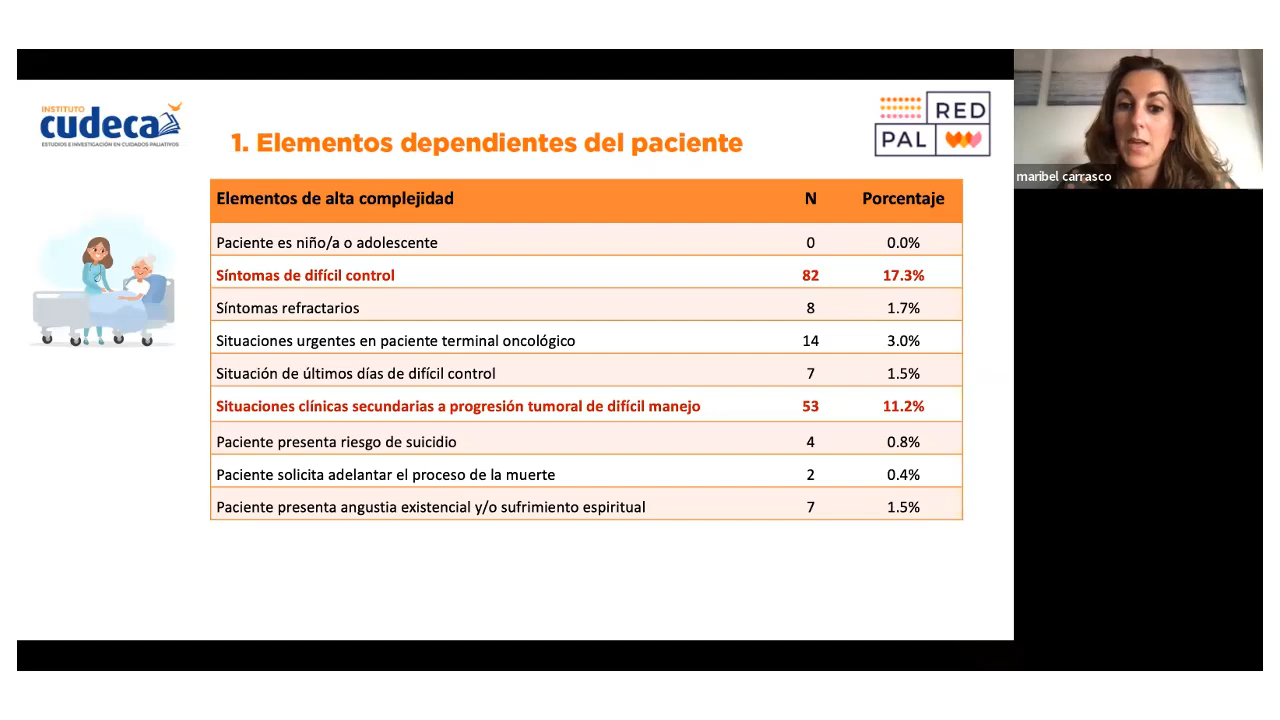 INSTITUTO
cudeca
ESTUDIOS E INVESTIGACIÓN EN CUIDADOS PALIATIVOS
1. Elementos dependientes del paciente
RED
PAL
maribel carrasco
Elementos de alta complejidad N Porcentaje
Paciente es niño/a o adolescente 0 0.0%
Síntomas de difícil control 82 17.3%
Síntomas refractarios 8 1.7%
Situaciones urgentes en paciente terminal oncológico 14 3.0%
Situación de últimos días de difícil control 7 1.5%
Situaciones clínicas secundarias a progresión tumoral de difícil manejo 53 11.2%
Paciente presenta riesgo de suicidio 4 0.8%
Paciente solicita adelantar el proceso de la muerte 2 0.4%
Paciente presenta angustia existencial y/o sufrimiento espiritual 7 1.5%